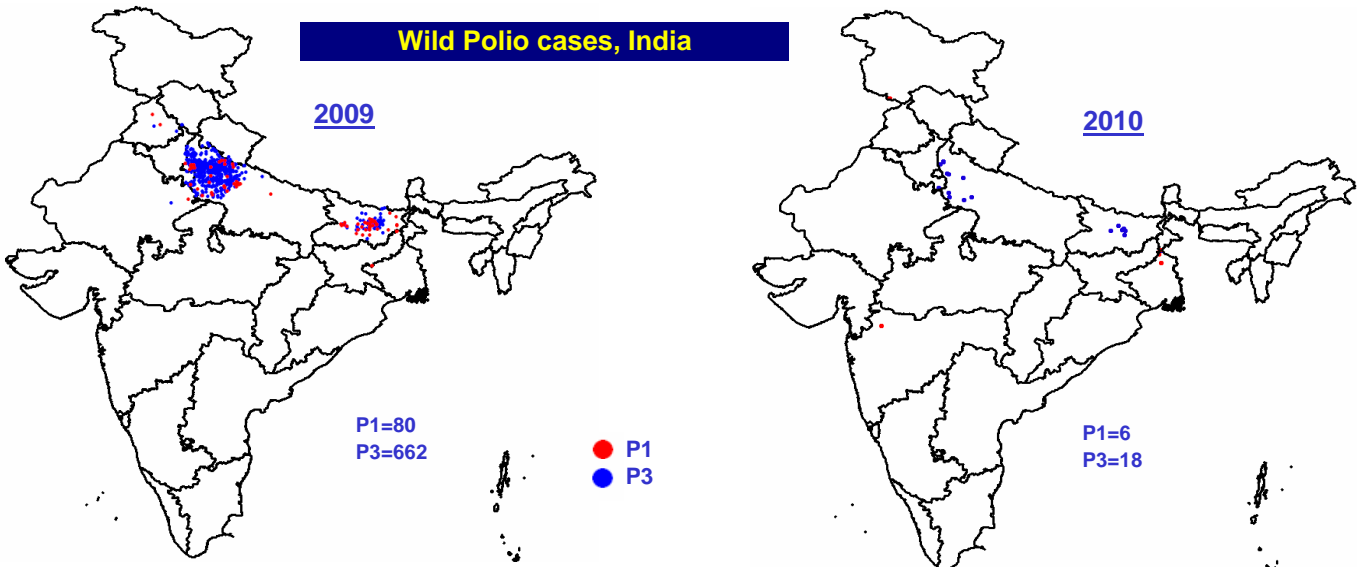 Wild Polio cases, India
2009
2010
P1=80
P3=662
P1
P3
P1=6
P3=18